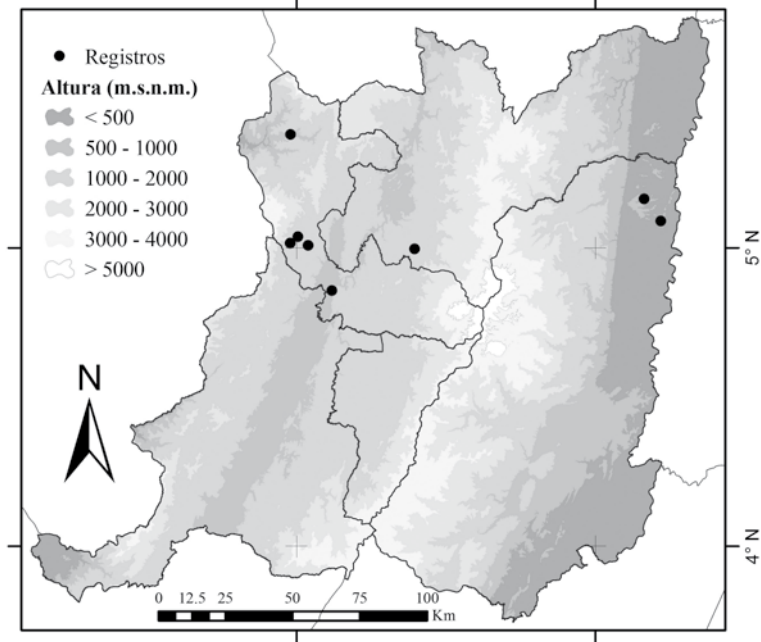 Registros
Altura (m.s.n.m.)
< 500
500 - 1000
1000 - 2000
2000 - 3000
3000 - 4000
> 5000
5° N
N
4° N
0 12.5 25 50 75 100
Km